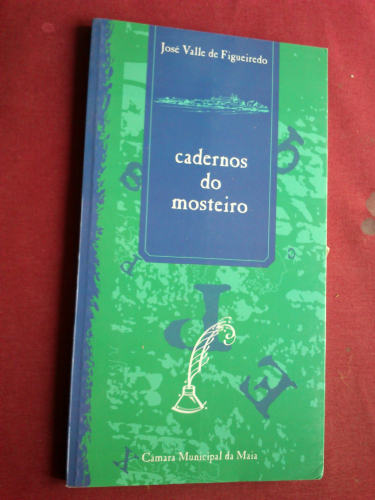 José Valle de Figueiredo
cadernos
do
mosteiro
Câmara Municipal da Maia